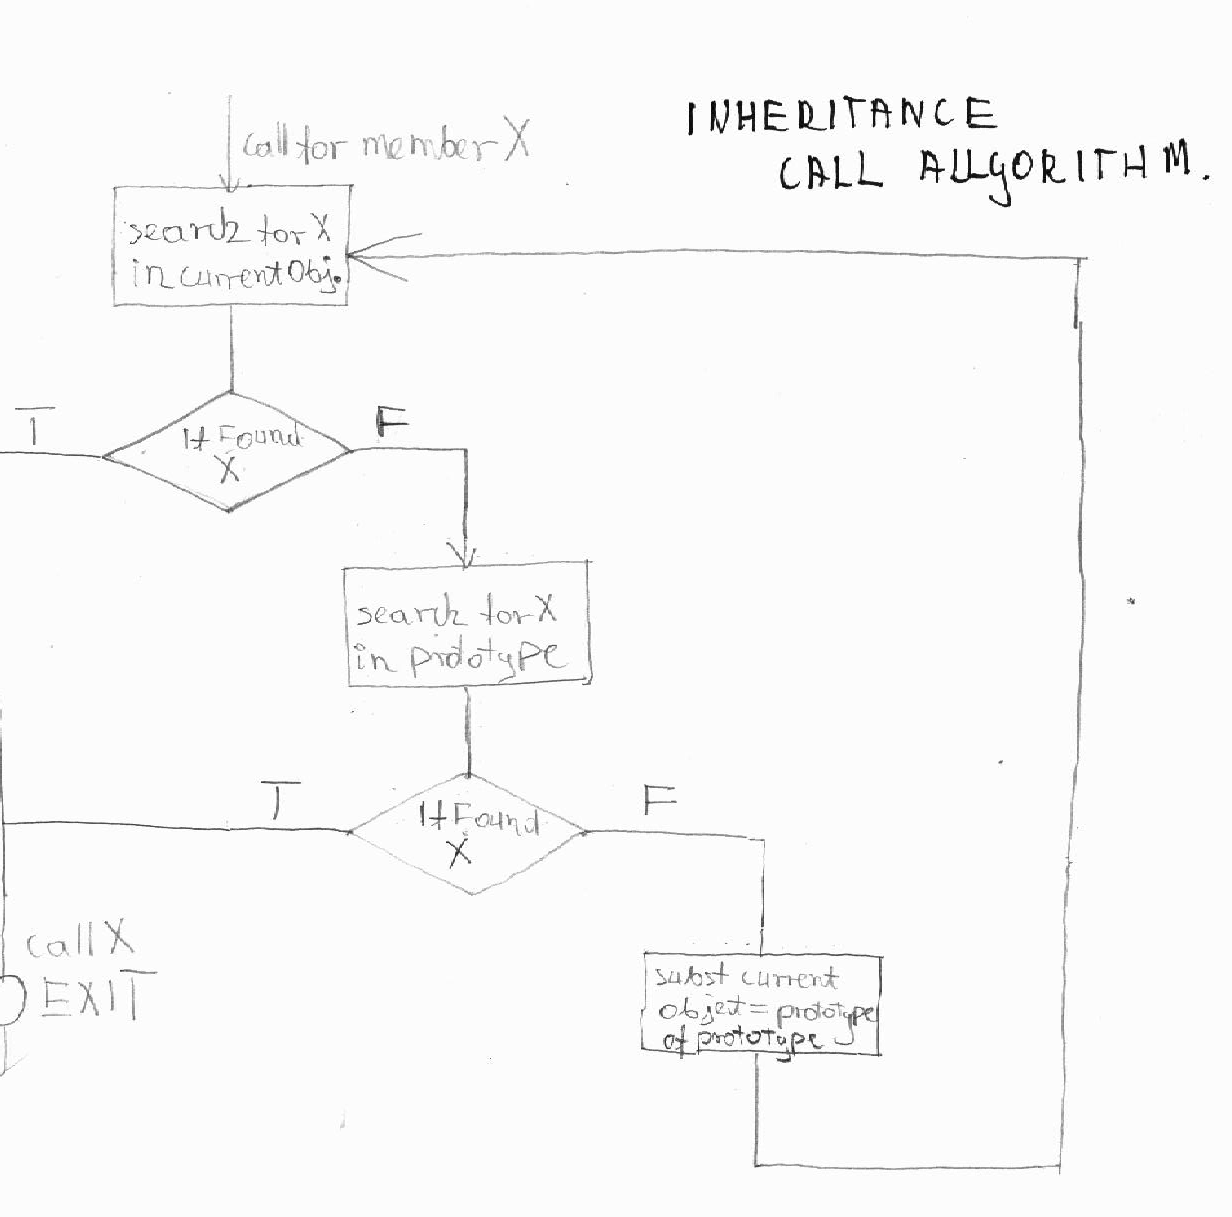 INHERITANCE
CALL ALLGORITHM.
call for member X
search for X
in current Obj.
T
F
If Found
X
search for X
in prototype
T
F
If Found
X
call X
EXIT
subst current
object = prototype
of prototype